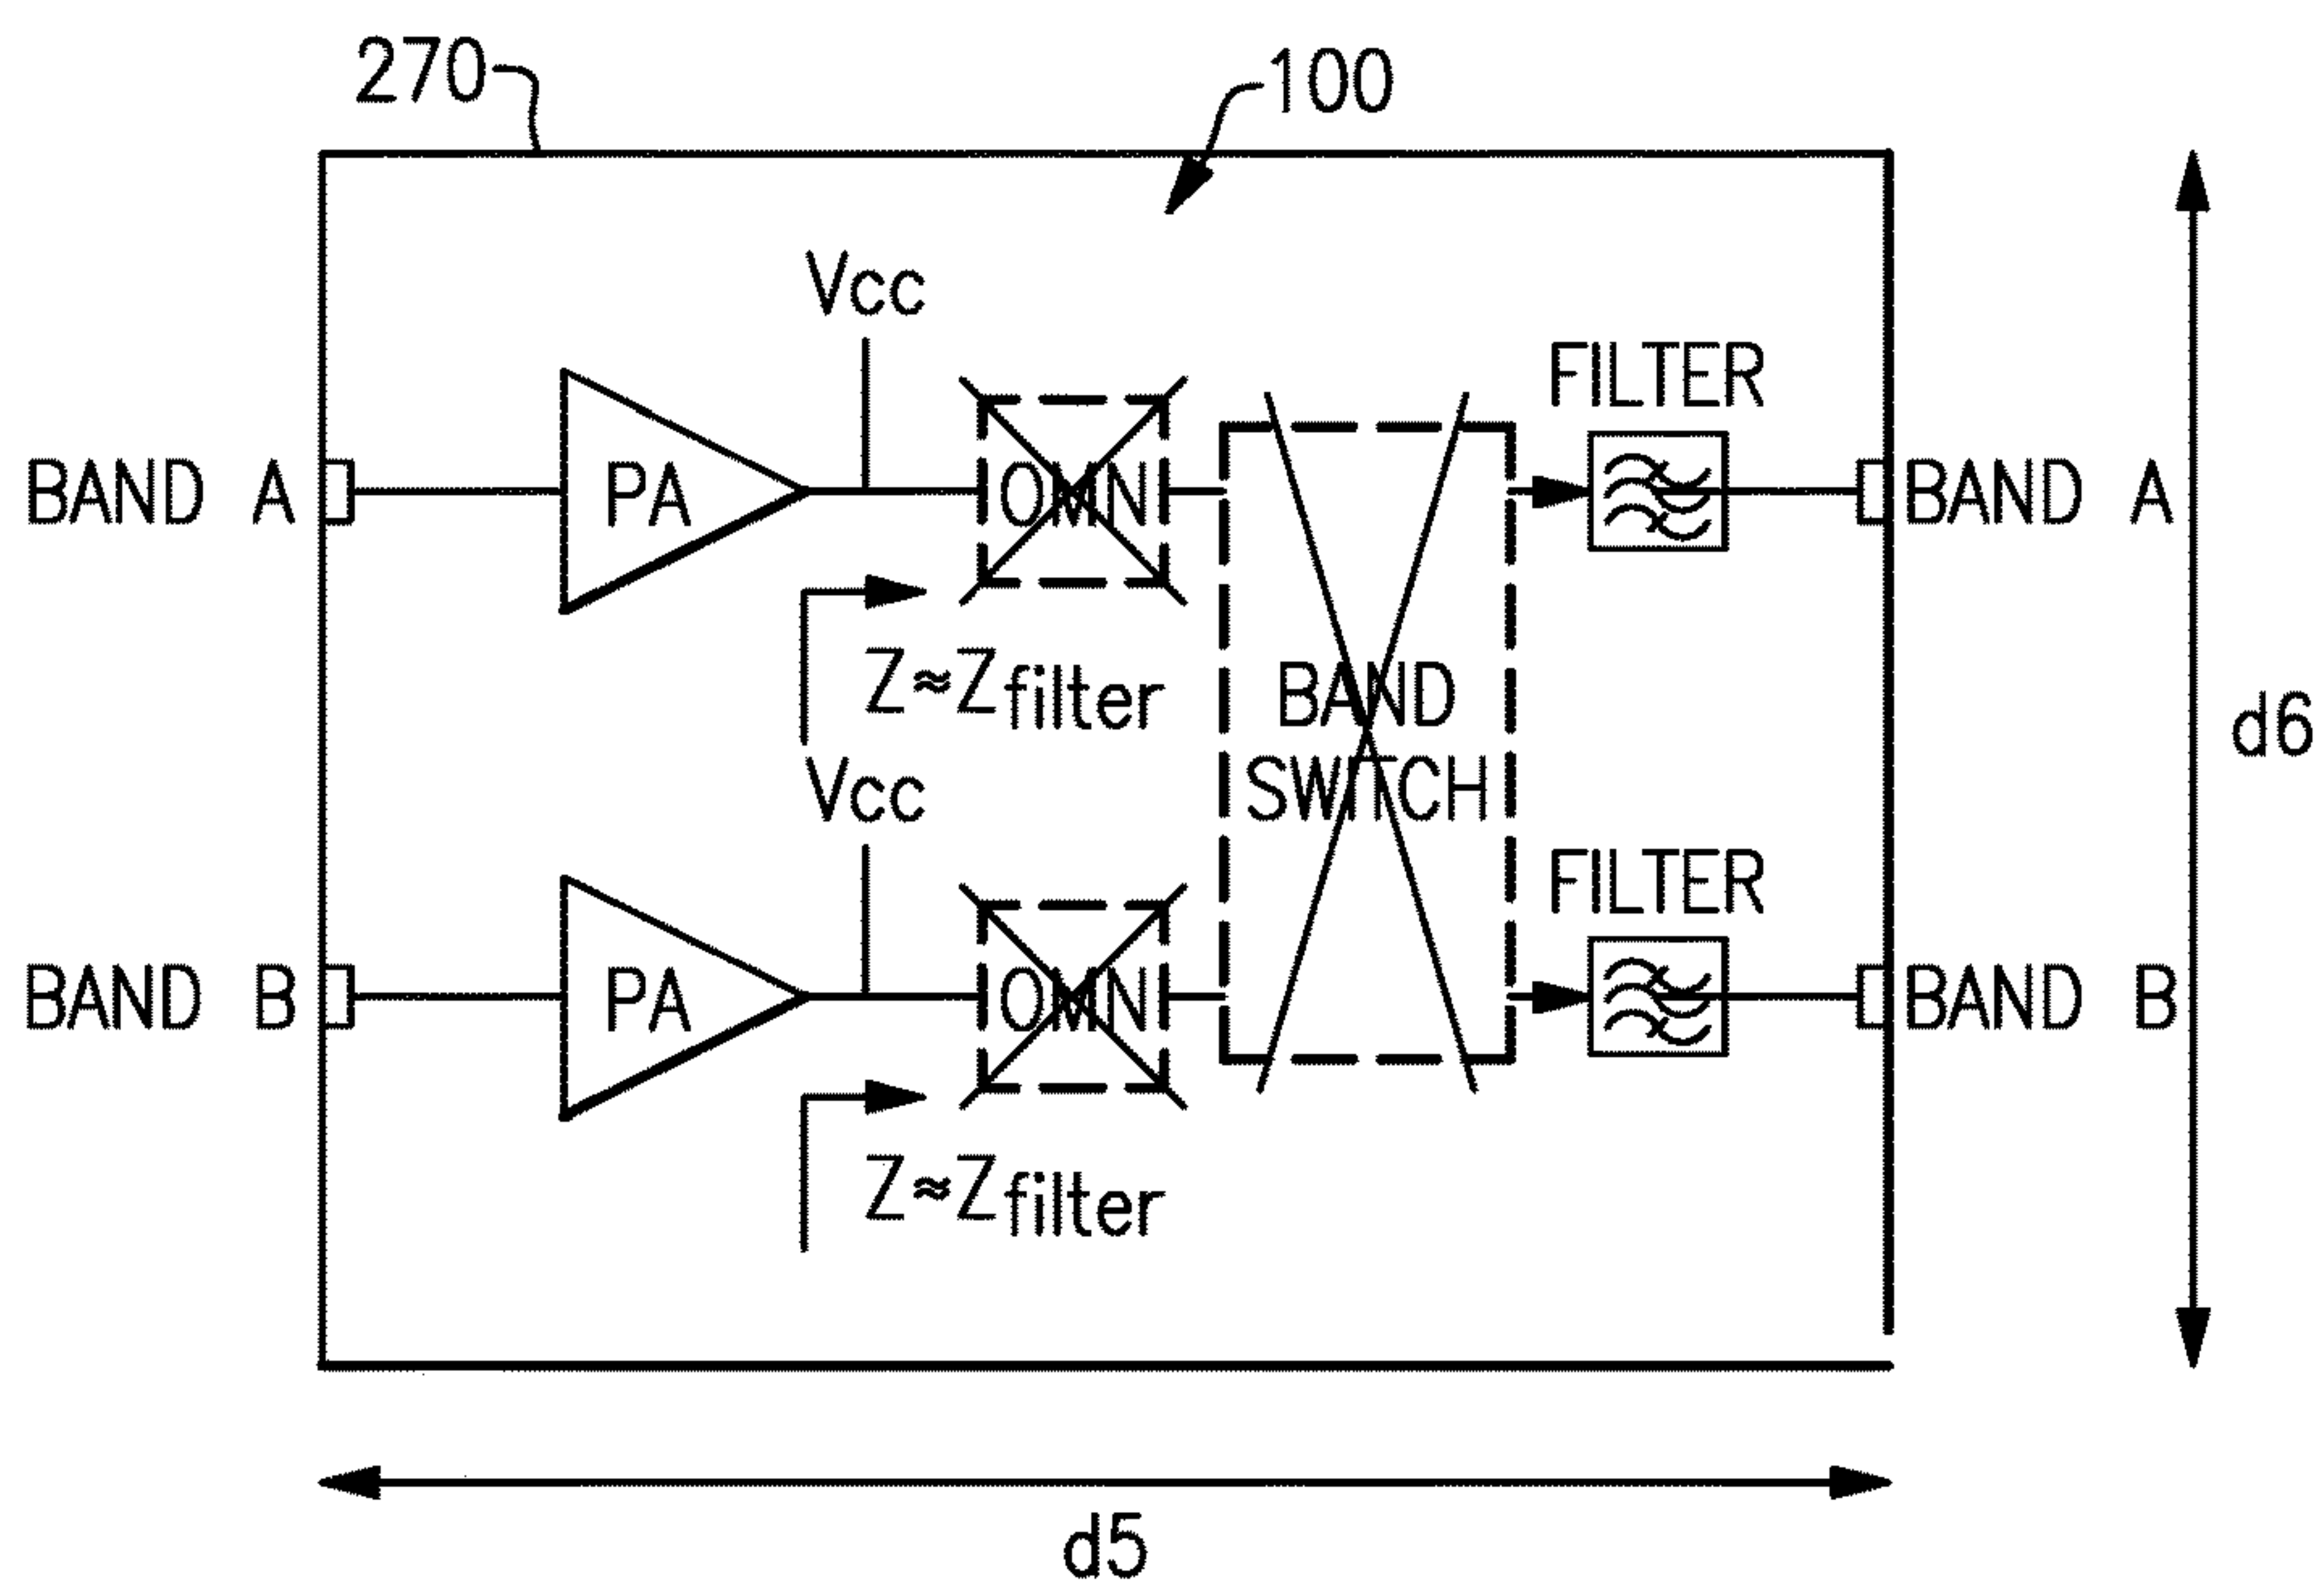 270
100
Vcc
FILTER
BAND A
PA
OMN
BAND A
Z≈Zfilter
BAND
SWITCH
d6
Vcc
FILTER
BAND B
PA
OMN
BAND B
Z≈Zfilter
d5